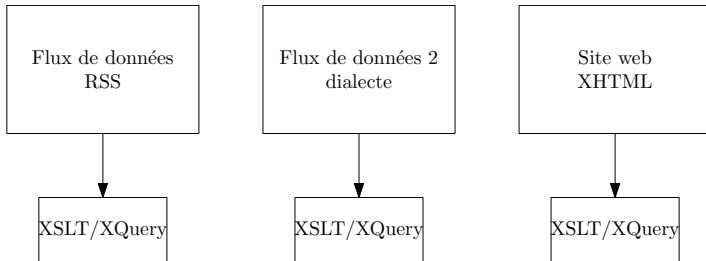 Flux de données
RSS
Flux de données 2
dialecte
Site web
XHTML
XSLT/XQuery
XSLT/XQuery
XSLT/XQuery